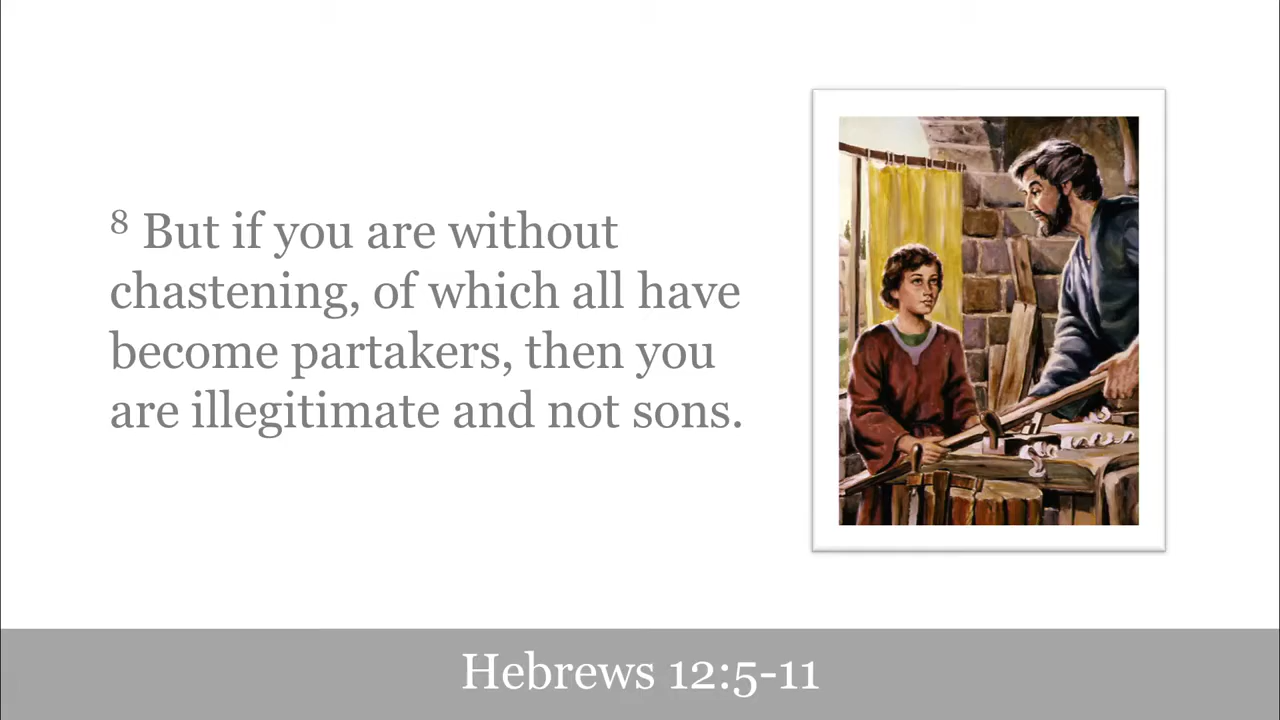 8 But if you are without
chastening, of which all have
become partakers, then you
are illegitimate and not sons.
Hebrews 12:5-11